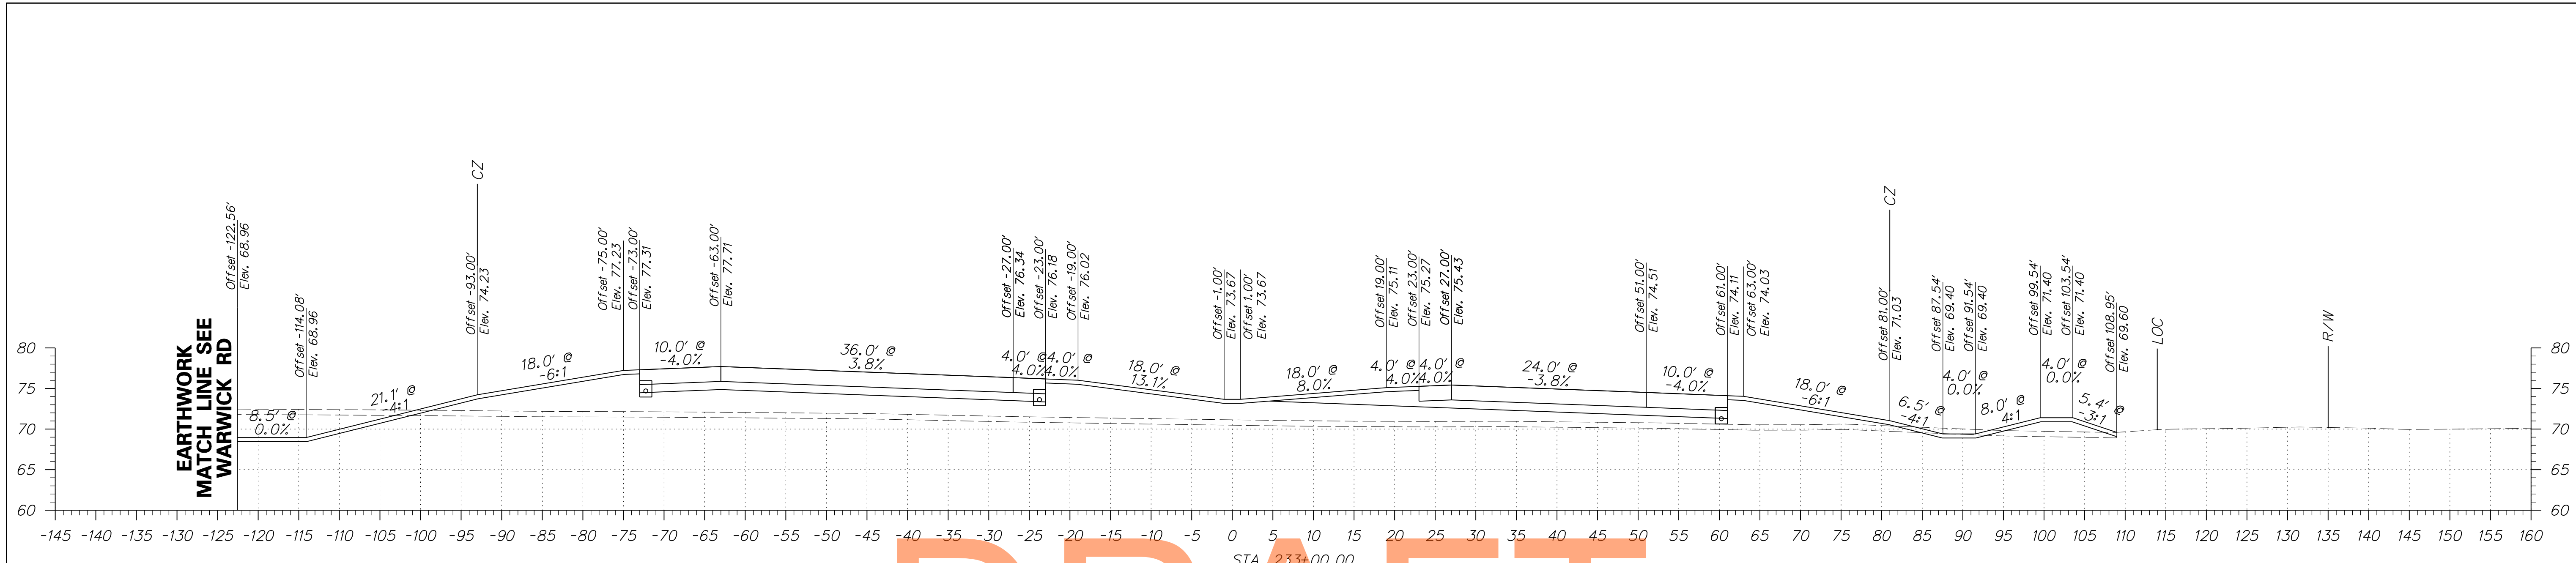 CZ
CZ
Offset -122.56'
Elev. 68.96
Offset -114.08'
Elev. 68.96
Offset -93.00'
Elev. 74.23
Offset -75.00'
Elev. 77.23
Offset -73.00'
Elev. 77.31
Offset -63.00'
Elev. 77.71
Offset -27.00'
Elev. 76.34
Offset -23.00'
Elev. 76.18
Offset -19.00'
Elev. 76.02
Offset -1.00'
Elev. 73.67
Offset 1.00'
Elev. 73.67
Offset 19.00'
Elev. 75.11
Offset 23.00'
Elev. 75.27
Offset 27.00'
Elev. 75.43
Offset 51.00'
Elev. 74.51
Offset 61.00'
Elev. 74.11
Offset 63.00'
Elev. 74.03
Offset 81.00'
Elev. 71.03
Offset 87.54'
Elev. 69.40
Offset 91.54'
Elev. 69.40
Offset 99.54'
Elev. 71.40
Offset 103.54'
Elev. 71.40
Offset 108.95'
Elev. 69.60
LOC
R/W
EARTHWORK
MATCH LINE SEE
WARWICK RD
8.5' @
0.0%
21.1' @
-4:1
18.0' @
-6:1
10.0' @
-4.0%
36.0' @
3.8%
4.0' @
4.0%
4.0' @
4.0%
18.0' @
13.1%
18.0' @
8.0%
4.0' @
4.0%
4.0' @
4.0%
24.0' @
-3.8%
10.0' @
-4.0%
18.0' @
-6:1
6.5' @
-4:1
4.0' @
0.0%
8.0' @
4:1
4.0' @
0.0%
5.4' @
-3:1
80
75
70
65
60
80
75
70
65
60
-145 -140 -135 -130 -125 -120 -115 -110 -105 -100 -95 -90 -85 -80 -75 -70 -65 -60 -55 -50 -45 -40 -35 -30 -25 -20 -15 -10 -5 0 5 10 15 20 25 30 35 40 45 50 55 60 65 70 75 80 85 90 95 100 105 110 115 120 125 130 135 140 145 150 155 160
STA 233+00.00
DRAFT